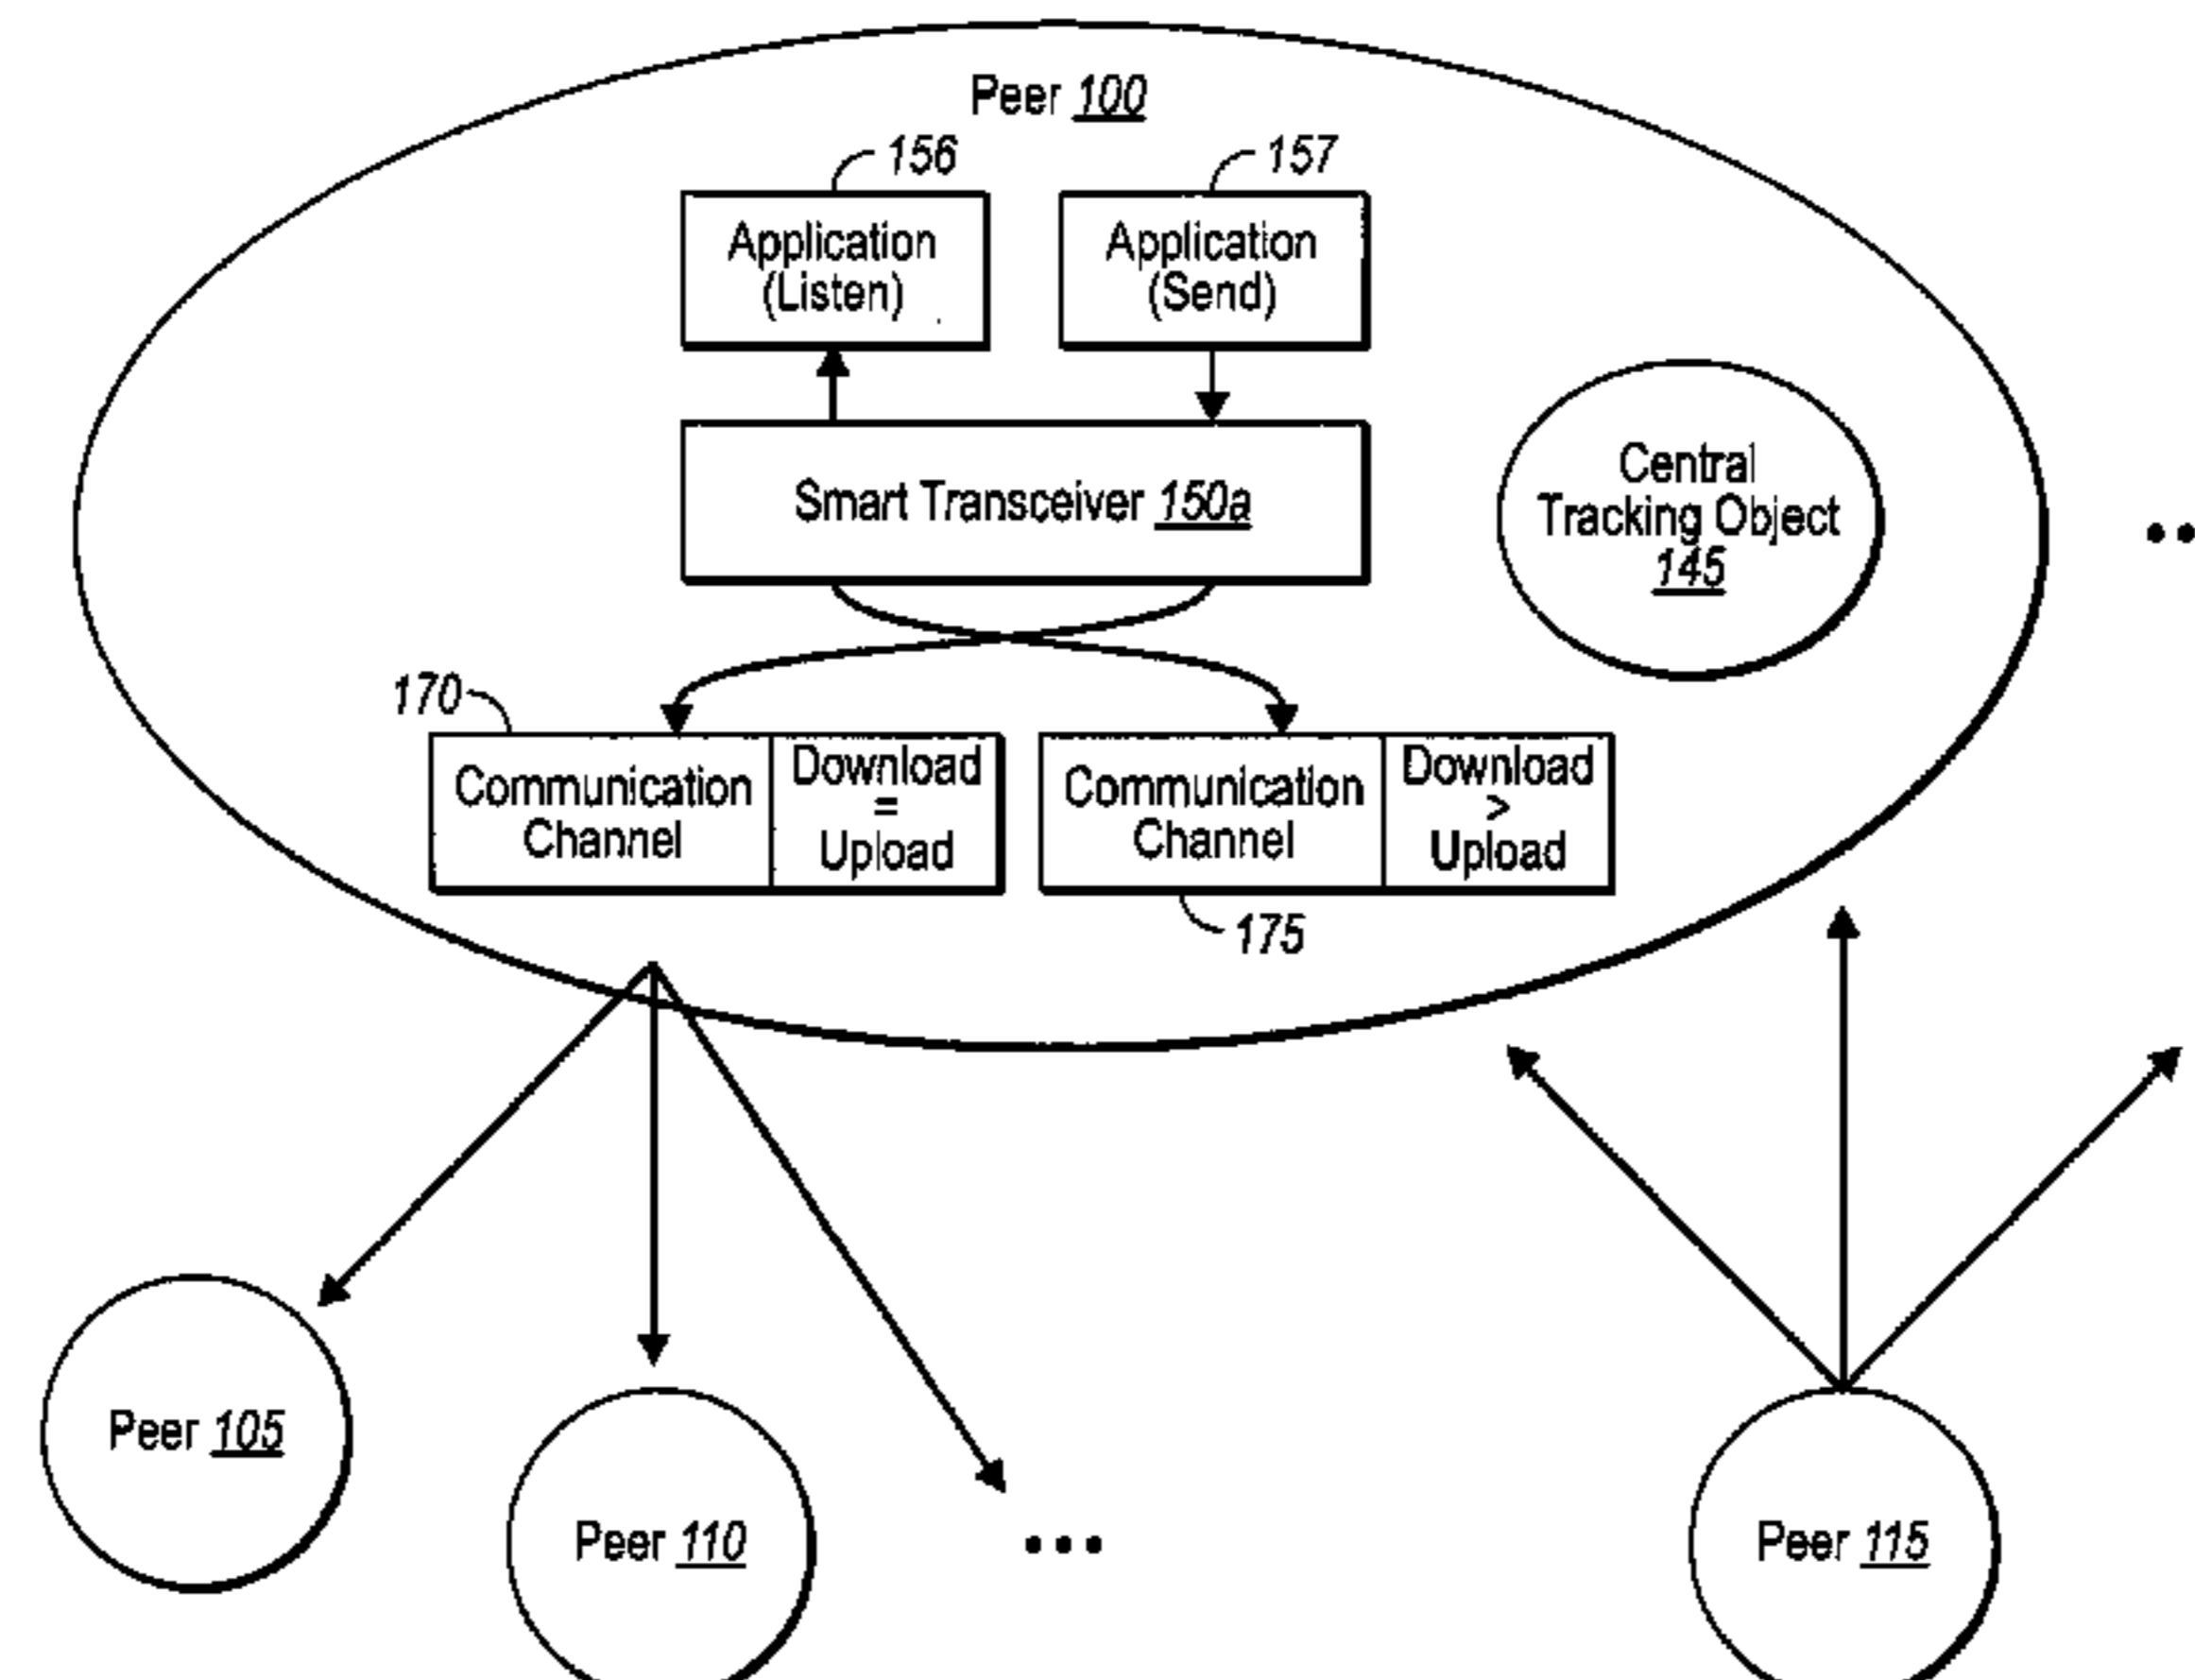 Peer 100
156
157
Application
(Listen)
Application
(Send)
Smart Transceiver 150a
Central
Tracking Object
145
170
Communication
Channel
Download
=
Upload
Communication
Channel
Download
>
Upload
175
Peer 105
Peer 110
Peer 115